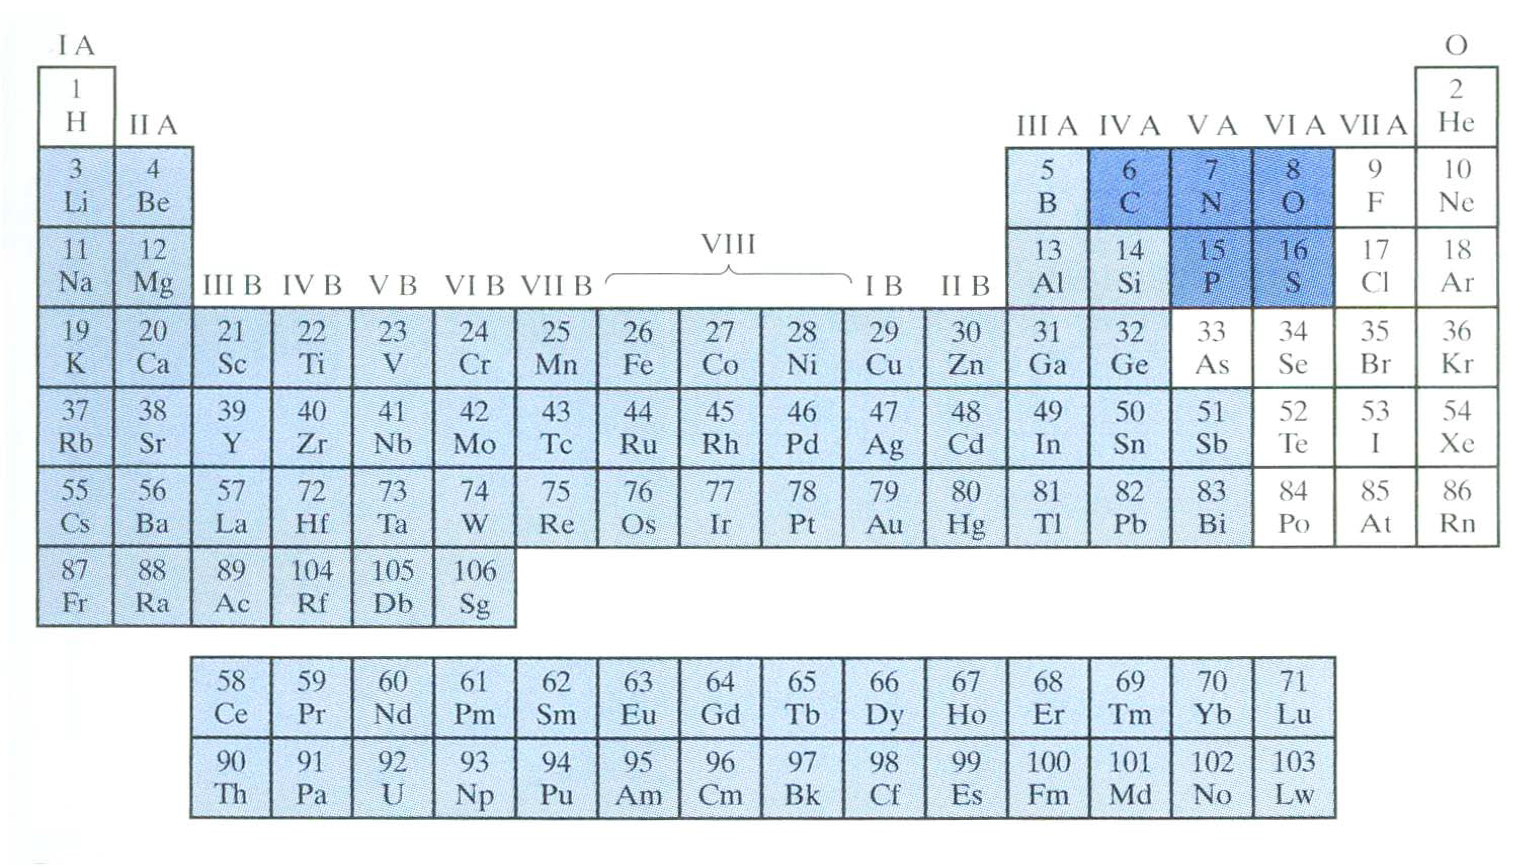 I A O
1 2
H II A III A IV A V A VI A VII A He
3 4 5 6 7 8 9 10
Li Be B C N O F Ne
11 12 VIII 13 14 15 16 17 18
Na Mg III B IV B V B VI B VII B I B II B Al Si P S Cl Ar
19 20 21 22 23 24 25 26 27 28 29 30 31 32 33 34 35 36
K Ca Sc Ti V Cr Mn Fe Co Ni Cu Zn Ga Ge As Se Br Kr
37 38 39 40 41 42 43 44 45 46 47 48 49 50 51 52 53 54
Rb Sr Y Zr Nb Mo Tc Ru Rh Pd Ag Cd In Sn Sb Te I Xe
55 56 57 72 73 74 75 76 77 78 79 80 81 82 83 84 85 86
Cs Ba La Hf Ta W Re Os Ir Pt Au Hg Tl Pb Bi Po At Rn
87 88 89 104 105 106
Fr Ra Ac Rf Db Sg
58 59 60 61 62 63 64 65 66 67 68 69 70 71
Ce Pr Nd Pm Sm Eu Gd Tb Dy Ho Er Tm Yb Lu
90 91 92 93 94 95 96 97 98 99 100 101 102 103
Th Pa U Np Pu Am Cm Bk Cf Es Fm Md No Lw